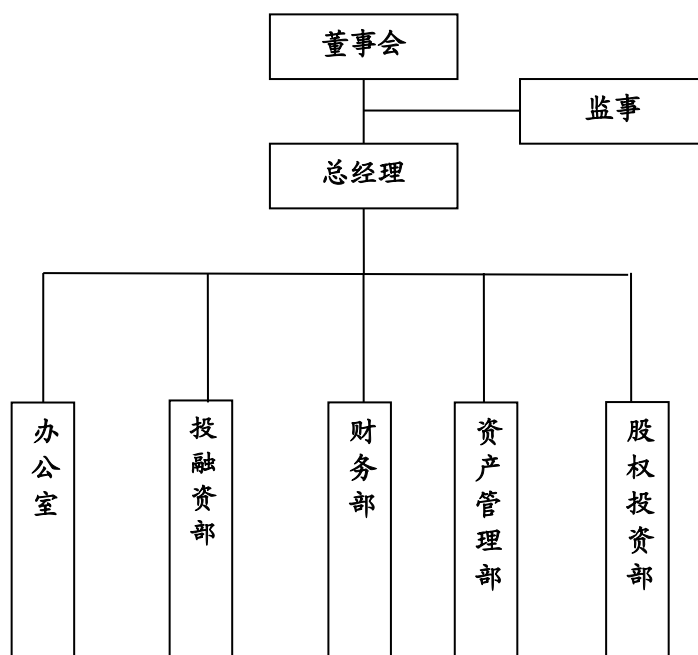 董事会
监事
总经理
办公室
投融资部
财务部
资产管理部
股权投资部